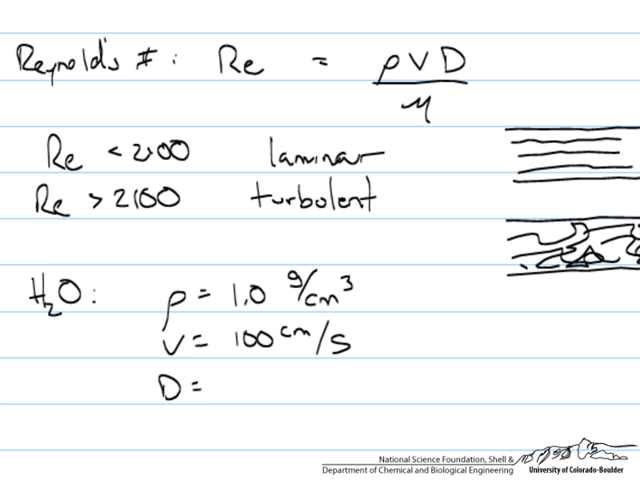 Reynold's #: Re = ρVD/μ
Re < 2100 laminar
Re > 2100 turbulent
H₂O: ρ = 1.0 g/cm³
v = 100 cm/s
D =
National Science Foundation, Shell &
Department of Chemical and Biological Engineering
University of Colorado-Boulder